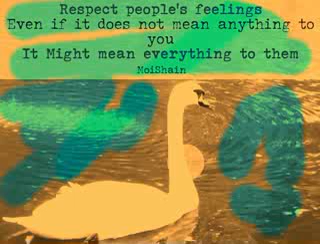 Respect people's feelings
Even if it does not mean anything to
you
It Might mean everything to them
MoiShain